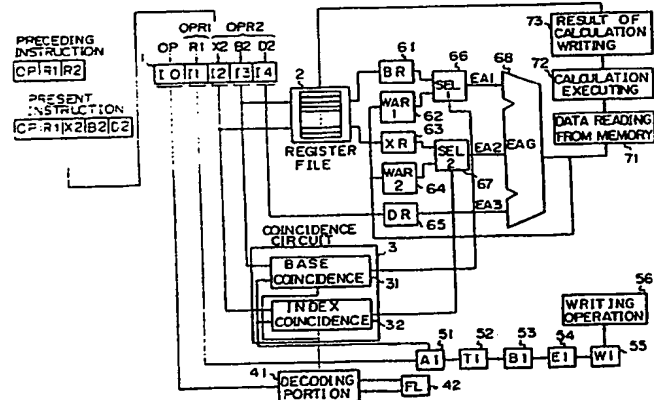 PRECEDING
INSTRUCTION
OP R1 R2
PRESENT
INSTRUCTION
OP R1 X2 B2 D2
OPR1 OPR2
OP R1 X2 B2 D2
1
I0 I1 I2 I3 I4
2
REGISTER
FILE
61
BR
WAR
1
62
63
XR
WAR
2
64
DR
65
66
SEL
1
SEL
2
67
EA1
EA2
EA3
68
EAG
73
RESULT OF
CALCULATION
WRITING
72
CALCULATION
EXECUTING
DATA READING
FROM MEMORY
71
COINCIDENCE
CIRCUIT
3
BASE
COINCIDENCE
31
INDEX
COINCIDENCE
32
41
DECODING
PORTION
FL
42
51
A1
52
T1
53
B1
54
E1
W1
55
56
WRITING
OPERATION